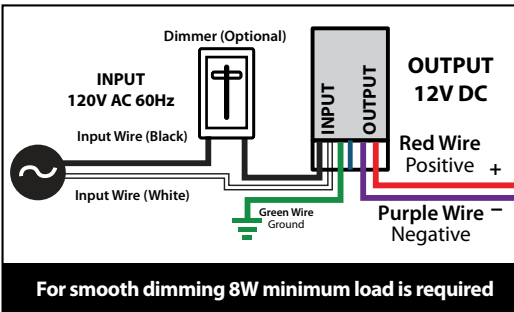 Dimmer (Optional)
INPUT
120V AC 60Hz
Input Wire (Black)
Input Wire (White)
INPUT
OUTPUT
OUTPUT
12V DC
Red Wire
Positive +
Green Wire
Ground
Purple Wire –
Negative
For smooth dimming 8W minimum load is required